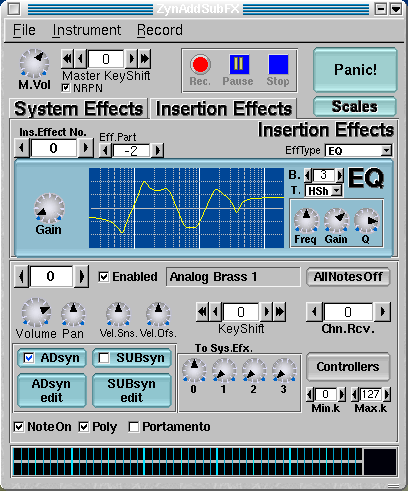 ZynAddSubFX
File Instrument Record
M.Vol 0 Master KeyShift NRPN Rec. Pause Stop Panic!
System Effects Insertion Effects Scales
Ins.Effect No. 0 Eff.Part -2 Insertion Effects
EffType EQ
Gain B. 3 EQ
T. HSh
Freq Gain Q
0 Enabled Analog Brass 1 AllNotesOff
Volume Pan Vel.Sns. Vel.Ofs. 0 KeyShift 0 Chn.Rcv.
ADsyn SUBsyn To Sys.Efx. Controllers
ADsyn edit SUBsyn edit 0 1 2 3 0 Min.k 127 Max.k
NoteOn Poly Portamento